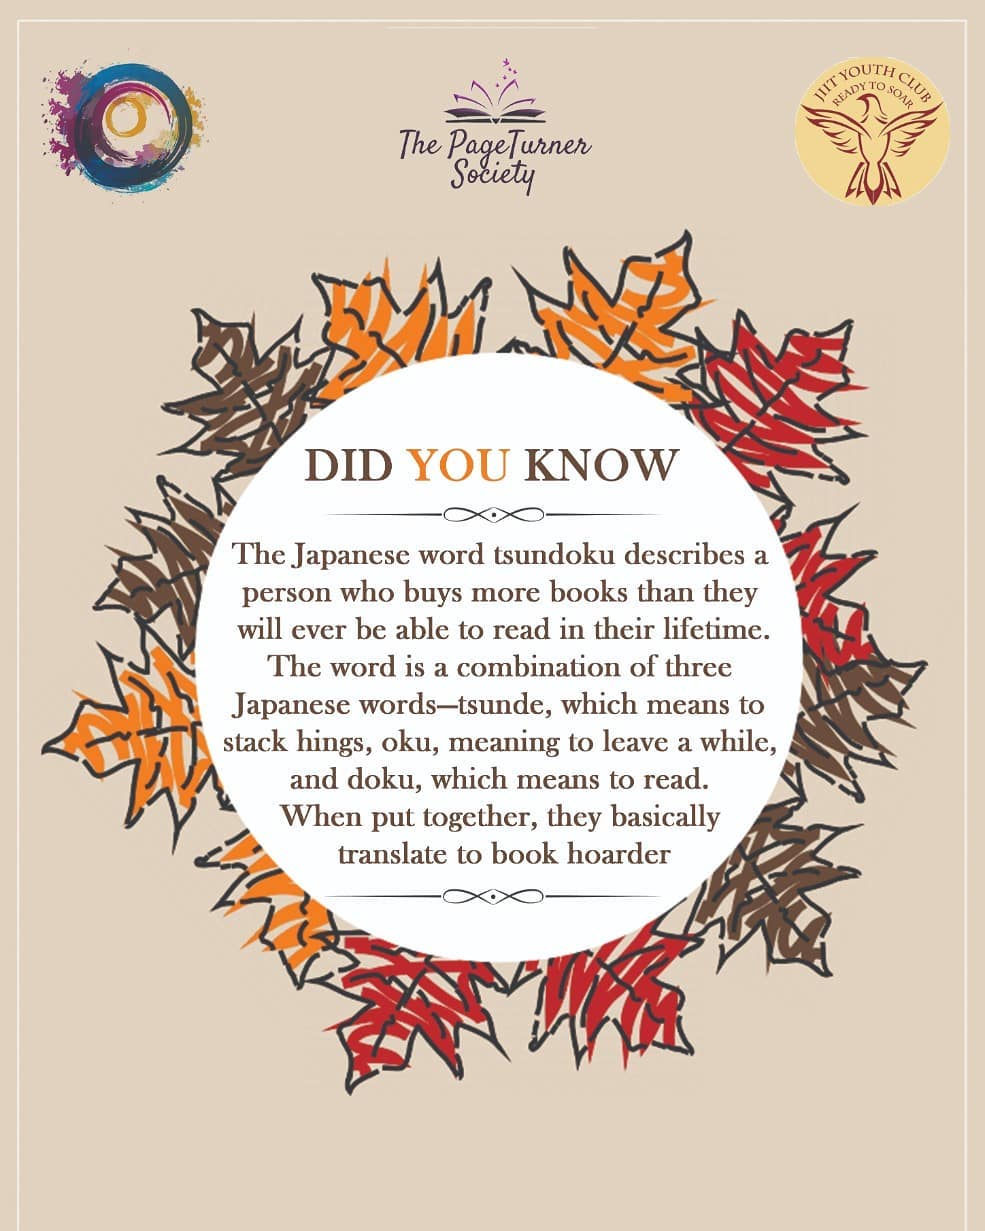 The PageTurner
Society
JIIT YOUTH CLUB
READY TO SOAR
DID YOU KNOW
The Japanese word tsundoku describes a
person who buys more books than they
will ever be able to read in their lifetime.
The word is a combination of three
Japanese words—tsunde, which means to
stack hings, oku, meaning to leave a while,
and doku, which means to read.
When put together, they basically
translate to book hoarder